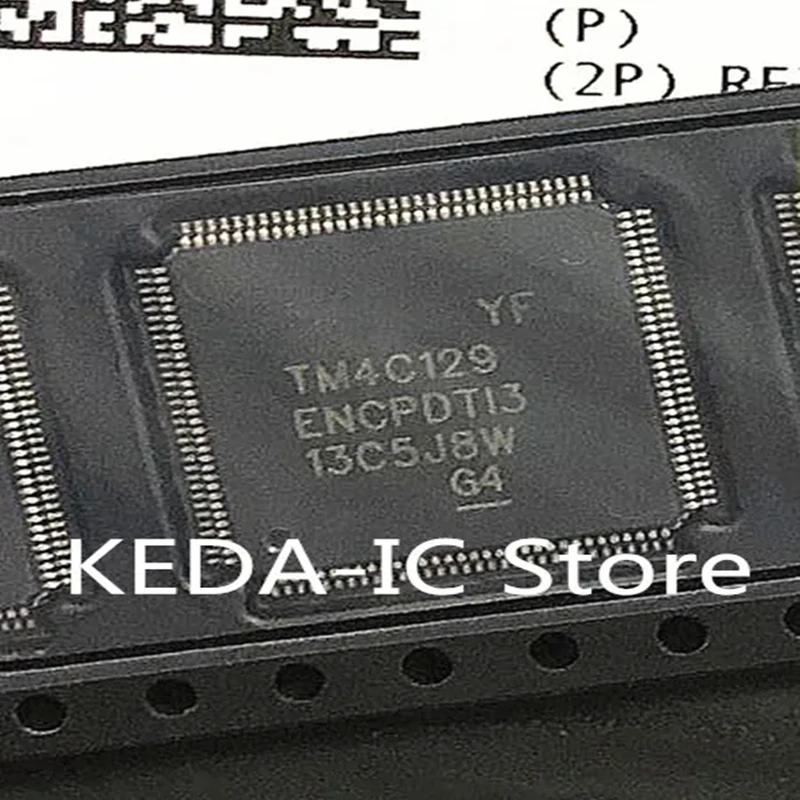 (P)
(2P)
YF
TM4C129
ENCPDTI3
13C5J8W
G4
KEDA-IC Store